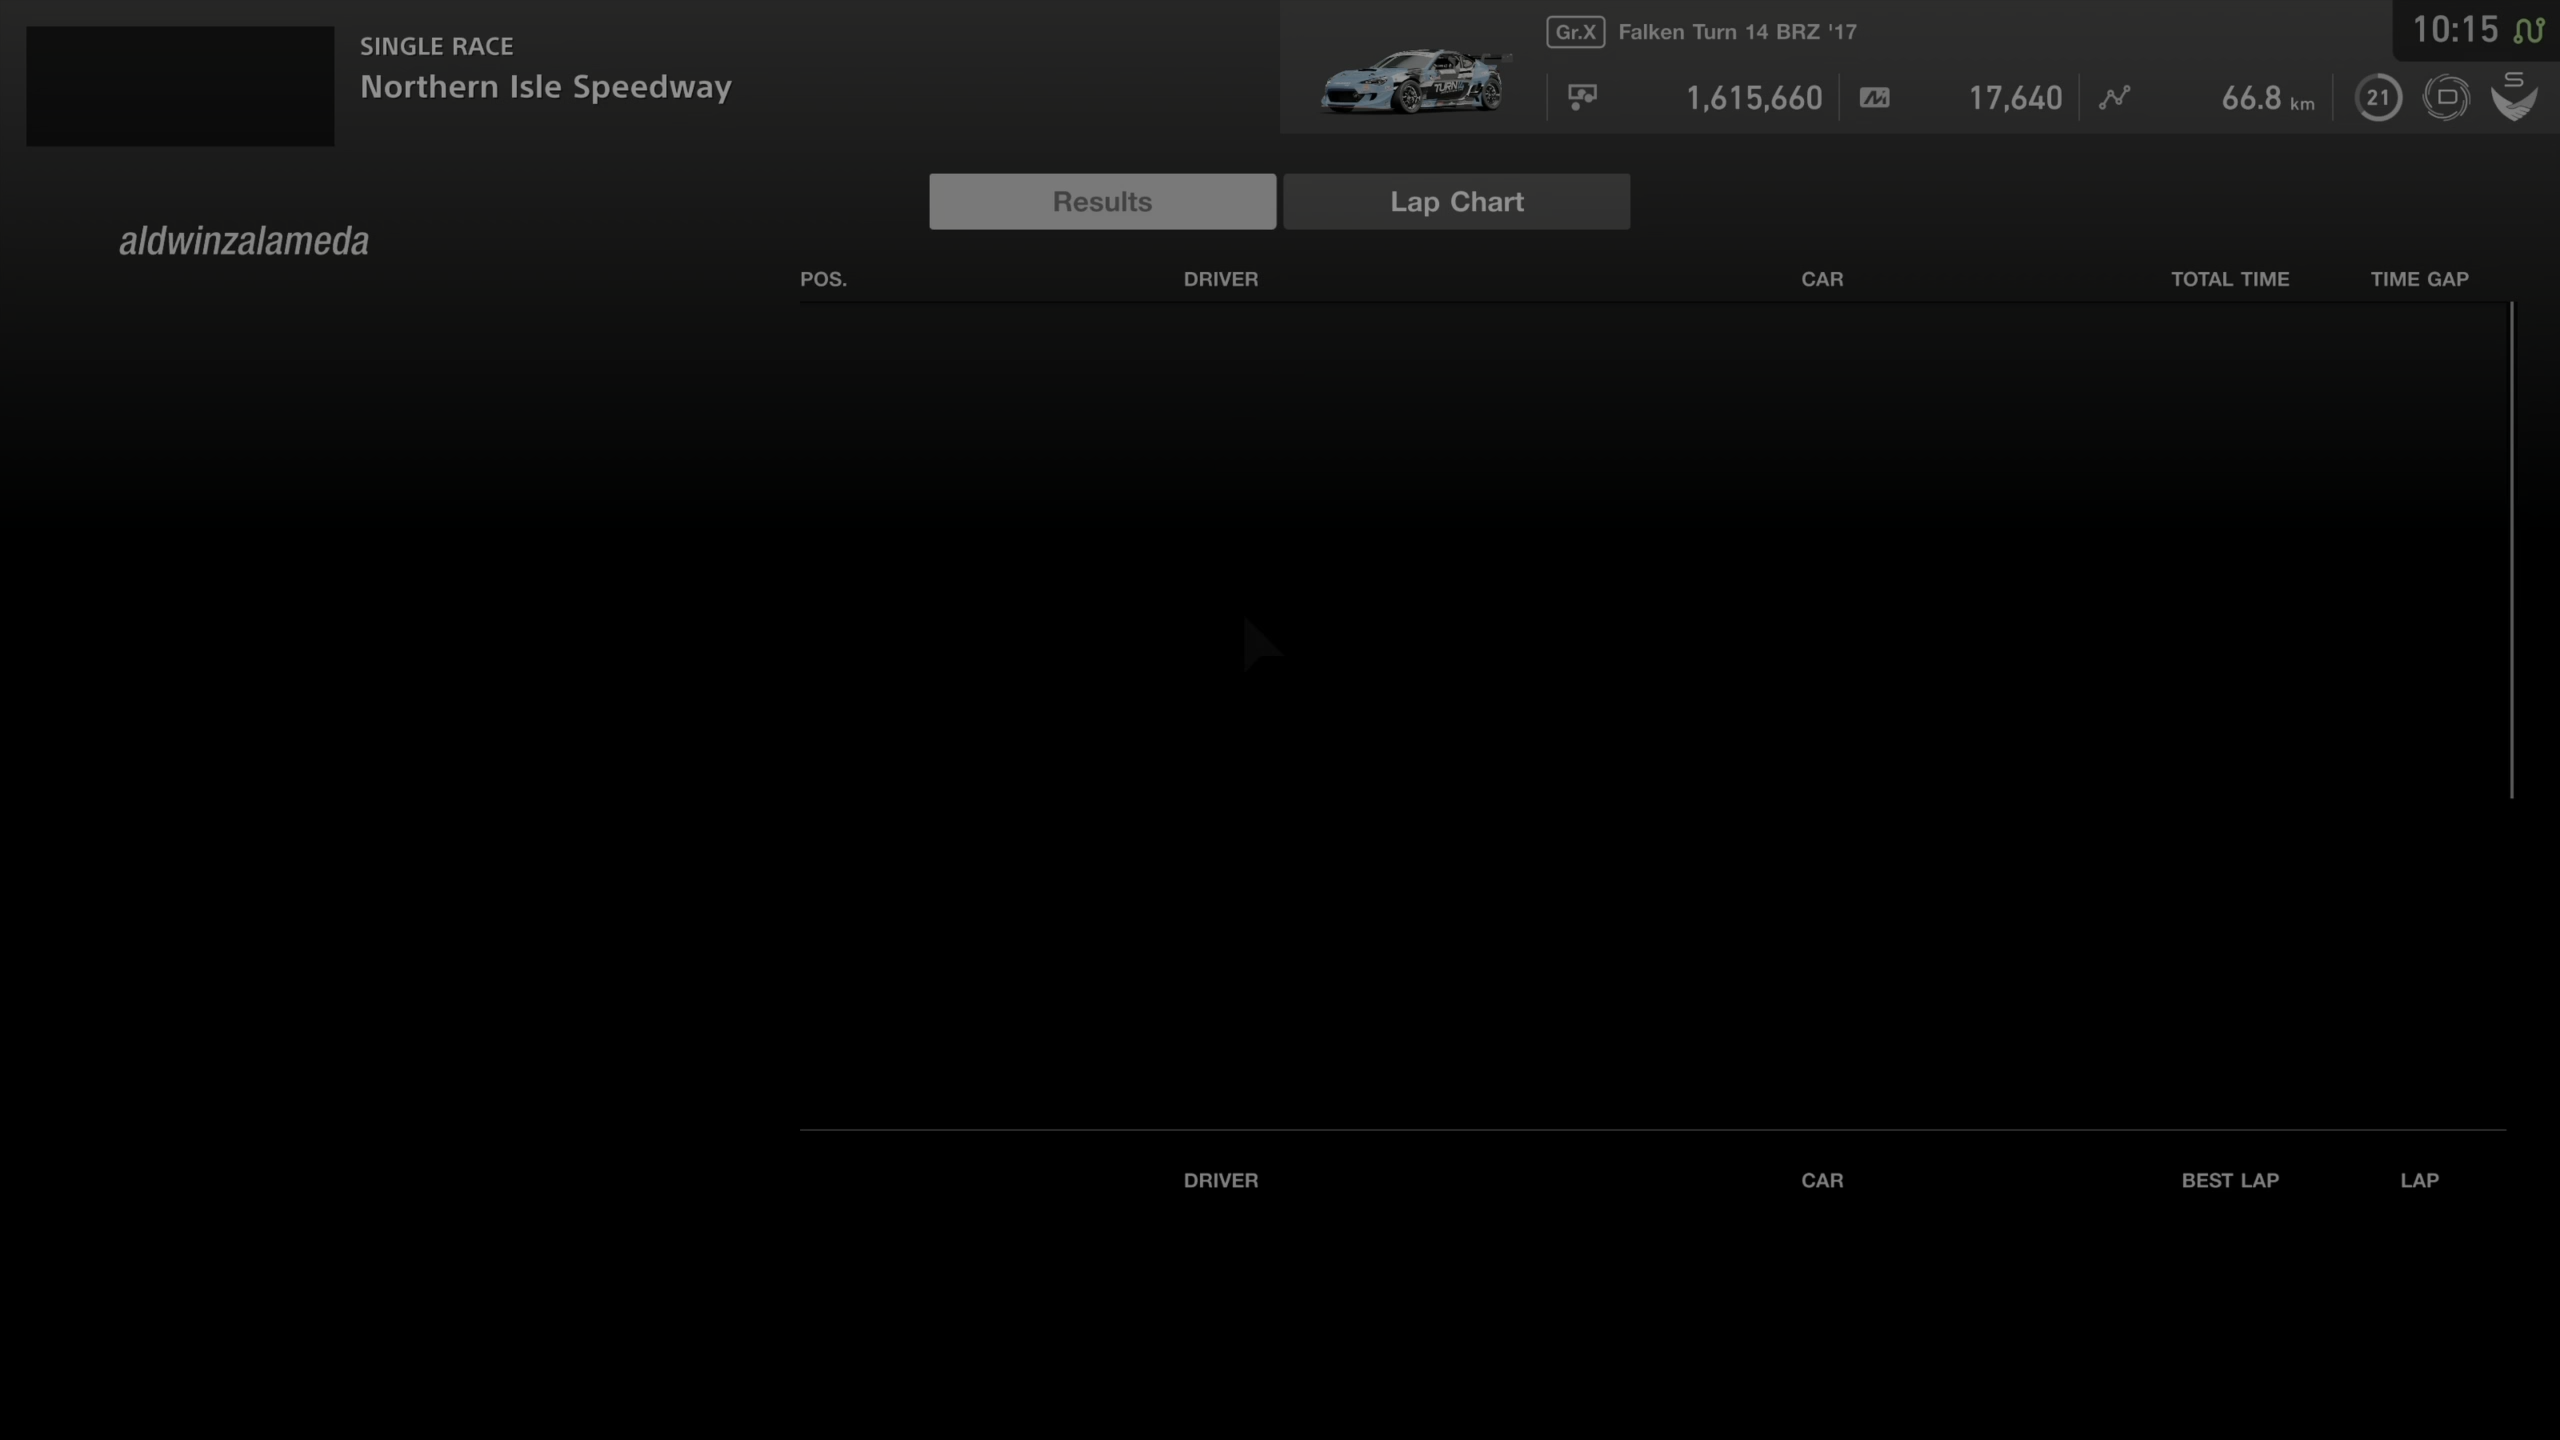 SINGLE RACE
Northern Isle Speedway
Gr.X Falken Turn 14 BRZ '17
10:15
1,615,660 17,640 66.8 km 21 D S
TURN
Results Lap Chart
aldwinzalameda
POS. DRIVER CAR TOTAL TIME TIME GAP
DRIVER CAR BEST LAP LAP